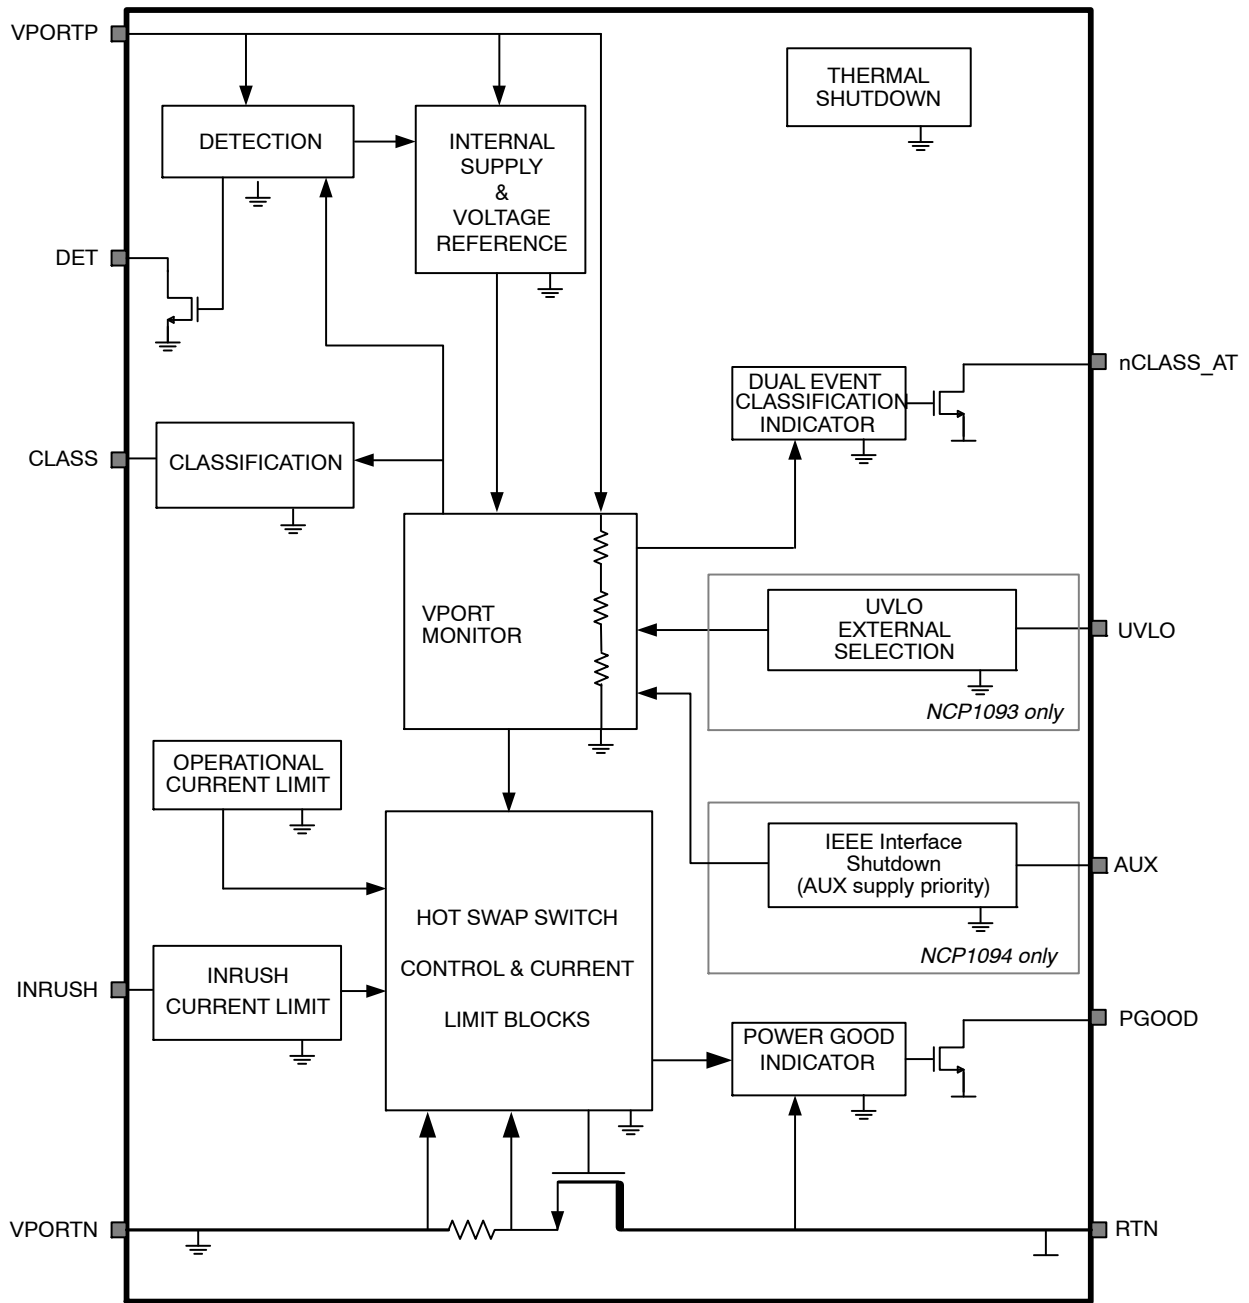 VPORTP
THERMAL
SHUTDOWN
DETECTION
INTERNAL
SUPPLY
&
VOLTAGE
REFERENCE
DET
nCLASS_AT
DUAL EVENT
CLASSIFICATION
INDICATOR
CLASS
CLASSIFICATION
VPORT
MONITOR
UVLO
EXTERNAL
SELECTION
UVLO
NCP1093 only
OPERATIONAL
CURRENT LIMIT
IEEE Interface
Shutdown
(AUX supply priority)
AUX
NCP1094 only
HOT SWAP SWITCH
CONTROL & CURRENT
LIMIT BLOCKS
INRUSH
INRUSH
CURRENT LIMIT
PGOOD
POWER GOOD
INDICATOR
VPORTN
RTN